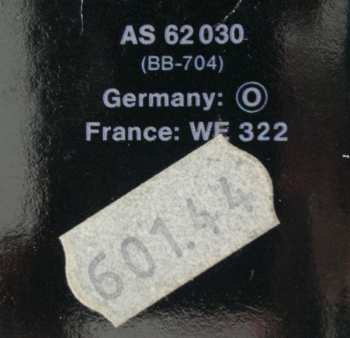 AS 62 030
(BB-704)
Germany: O
France: WE 322
601.44